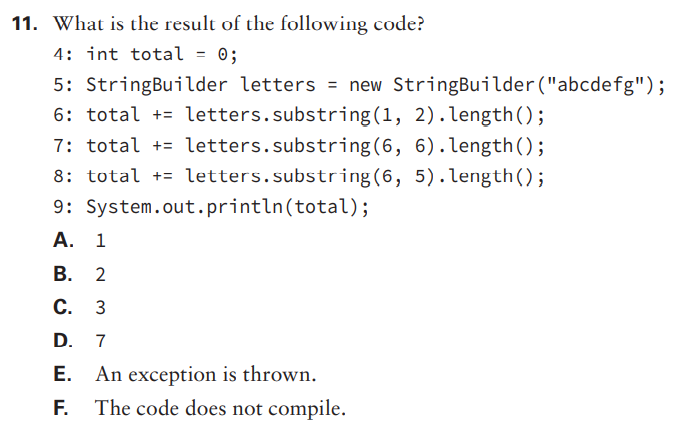 11. What is the result of the following code?
4: int total = 0;
5: StringBuilder letters = new StringBuilder("abcdefg");
6: total += letters.substring(1, 2).length();
7: total += letters.substring(6, 6).length();
8: total += letters.substring(6, 5).length();
9: System.out.println(total);
A. 1
B. 2
C. 3
D. 7
E. An exception is thrown.
F. The code does not compile.